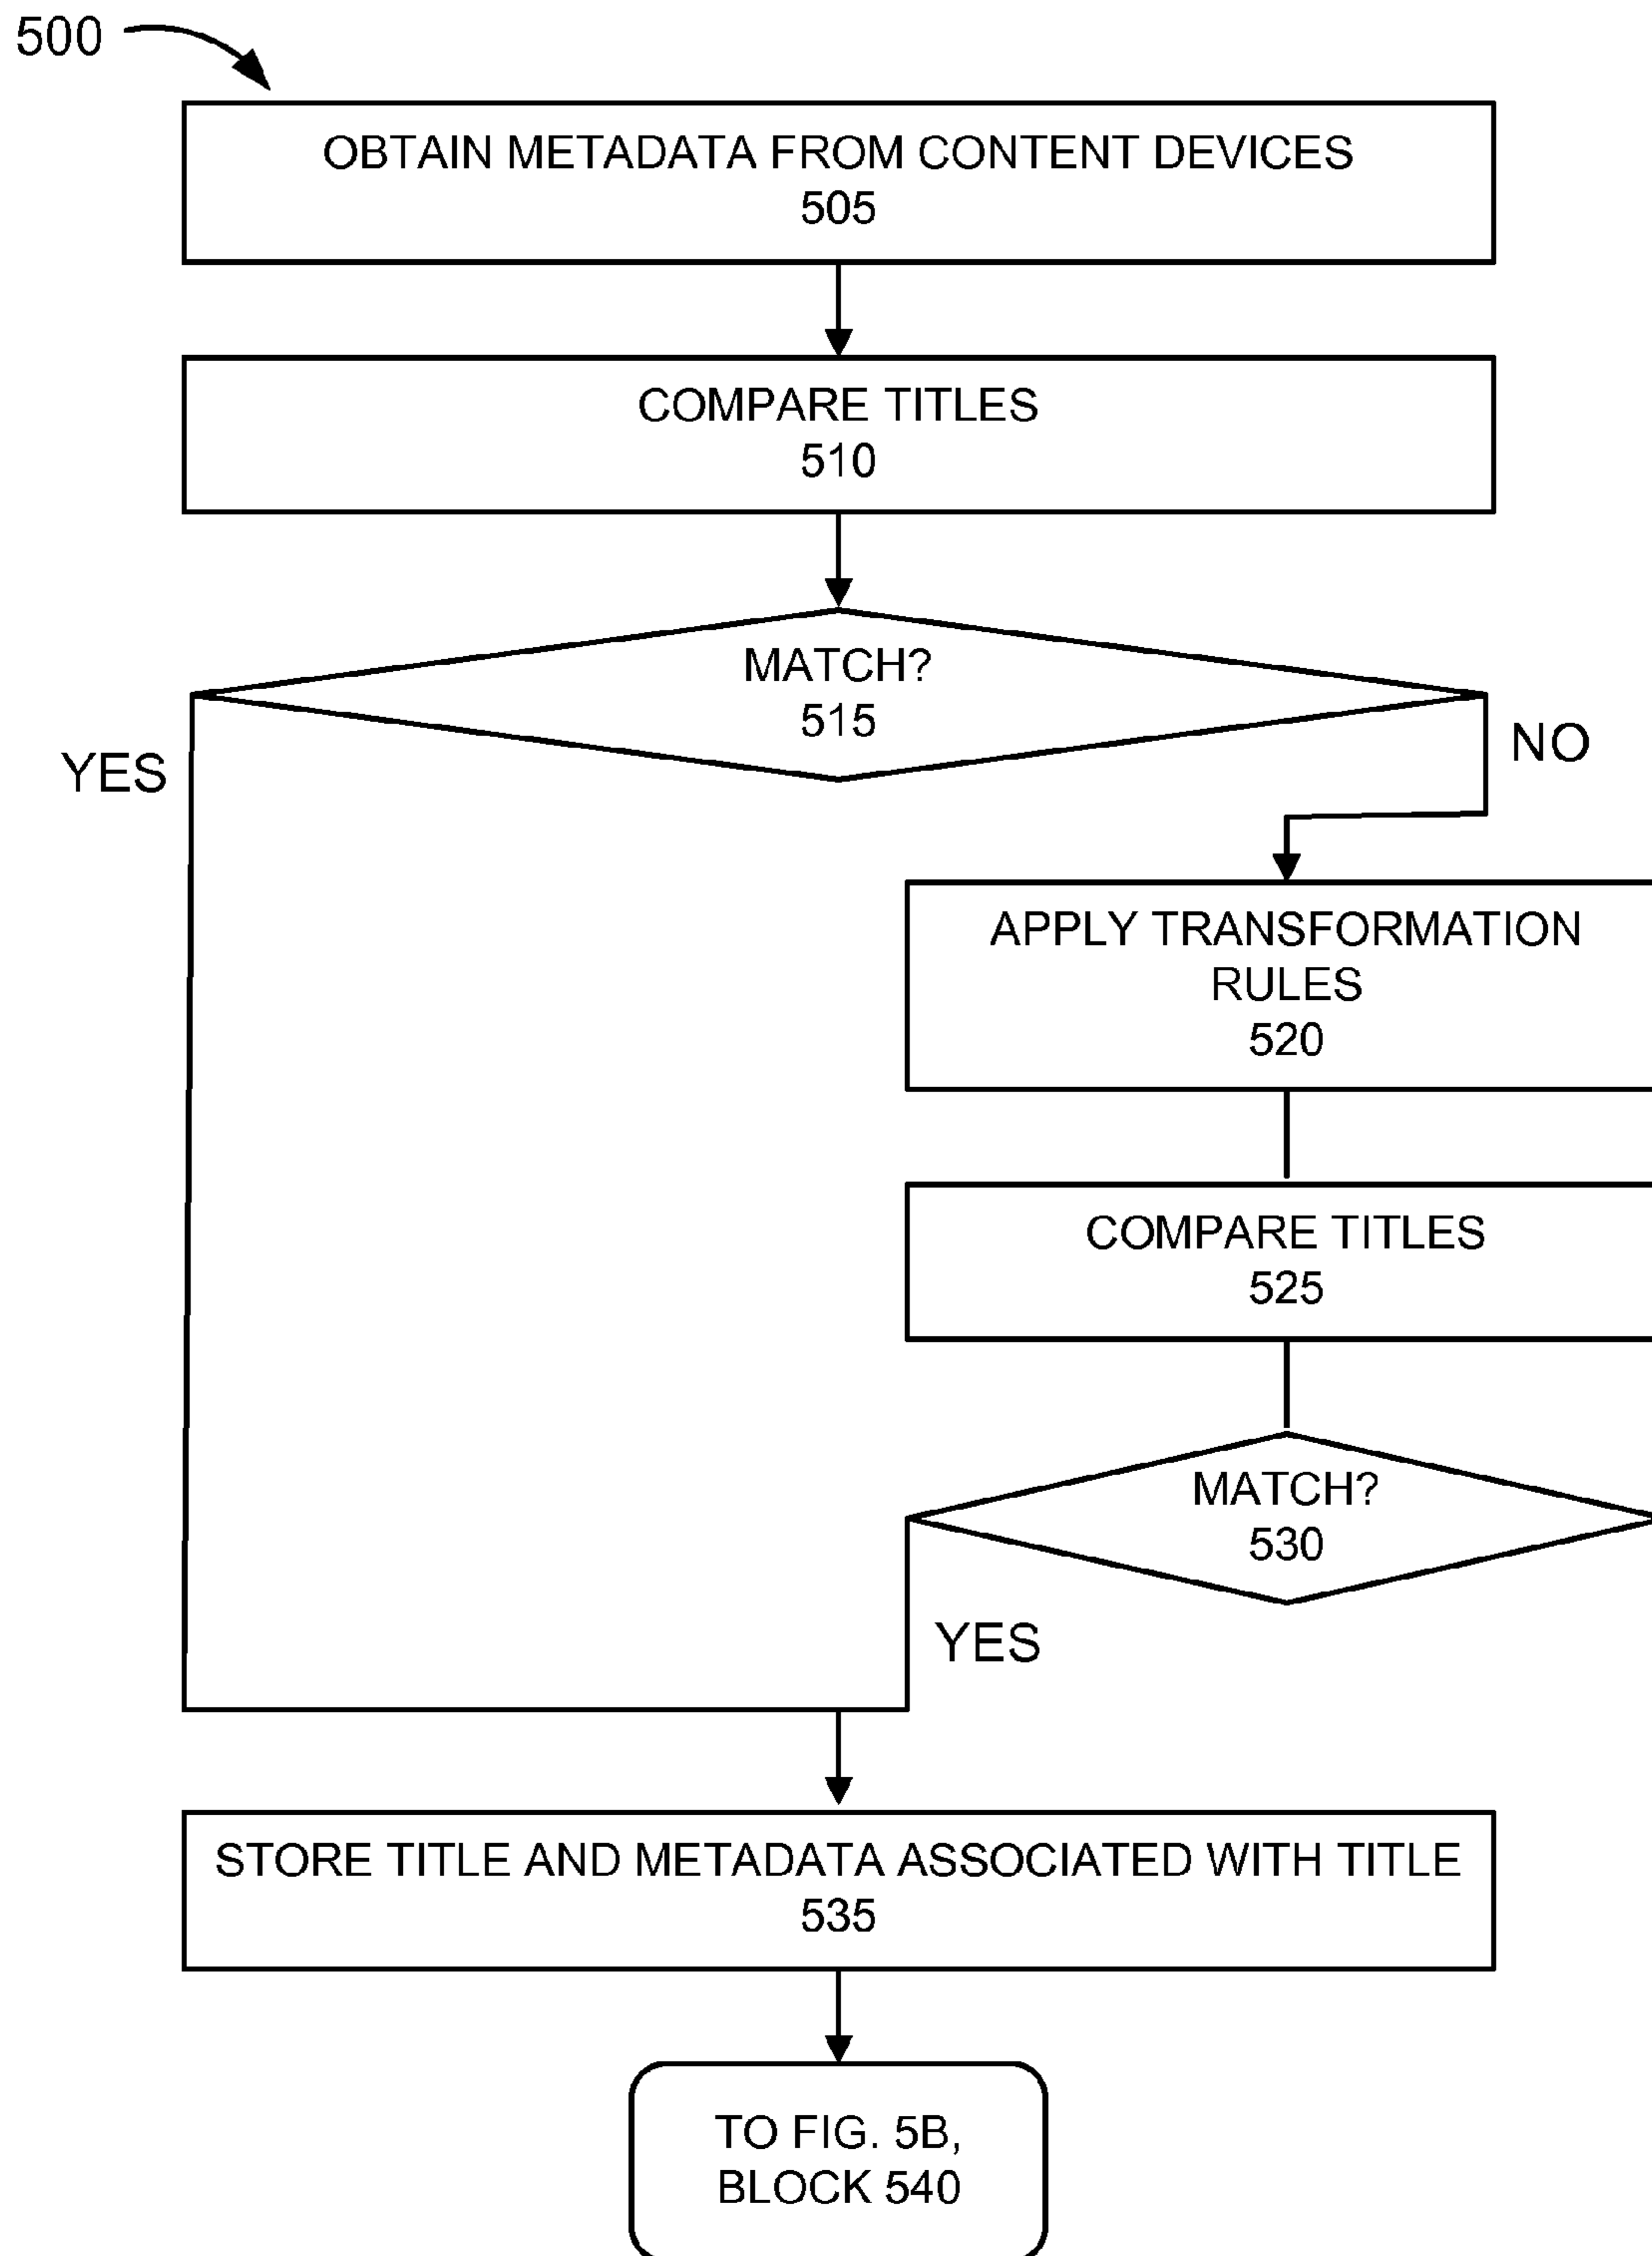 500
OBTAIN METADATA FROM CONTENT DEVICES
505
COMPARE TITLES
510
MATCH?
515
YES
NO
APPLY TRANSFORMATION
RULES
520
COMPARE TITLES
525
MATCH?
530
YES
STORE TITLE AND METADATA ASSOCIATED WITH TITLE
535
TO FIG. 5B,
BLOCK 540